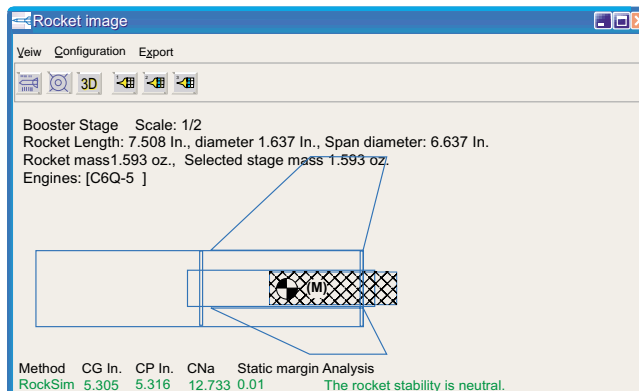 Rocket image
Veiw Configuration Export
3D 1 2 3
Booster Stage Scale: 1/2
Rocket Length: 7.508 In., diameter 1.637 In., Span diameter: 6.637 In.
Rocket mass1.593 oz., Selected stage mass 1.593 oz.
Engines: [C6Q-5 ]
(M)
Method CG In. CP In. CNa Static margin Analysis
RockSim 5.305 5.316 12.733 0.01 The rocket stability is neutral.